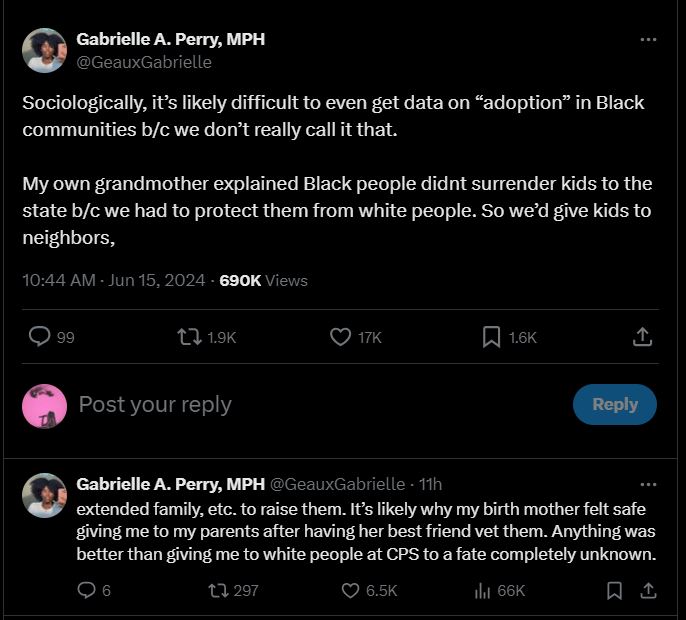 Gabrielle A. Perry, MPH
@GeauxGabrielle
Sociologically, it's likely difficult to even get data on “adoption” in Black
communities b/c we don't really call it that.
My own grandmother explained Black people didnt surrender kids to the
state b/c we had to protect them from white people. So we'd give kids to
neighbors,
10:44 AM · Jun 15, 2024 · 690K Views
99 1.9K 17K 1.6K
Post your reply Reply
Gabrielle A. Perry, MPH @GeauxGabrielle · 11h
extended family, etc. to raise them. It's likely why my birth mother felt safe
giving me to my parents after having her best friend vet them. Anything was
better than giving me to white people at CPS to a fate completely unknown.
6 297 6.5K 66K